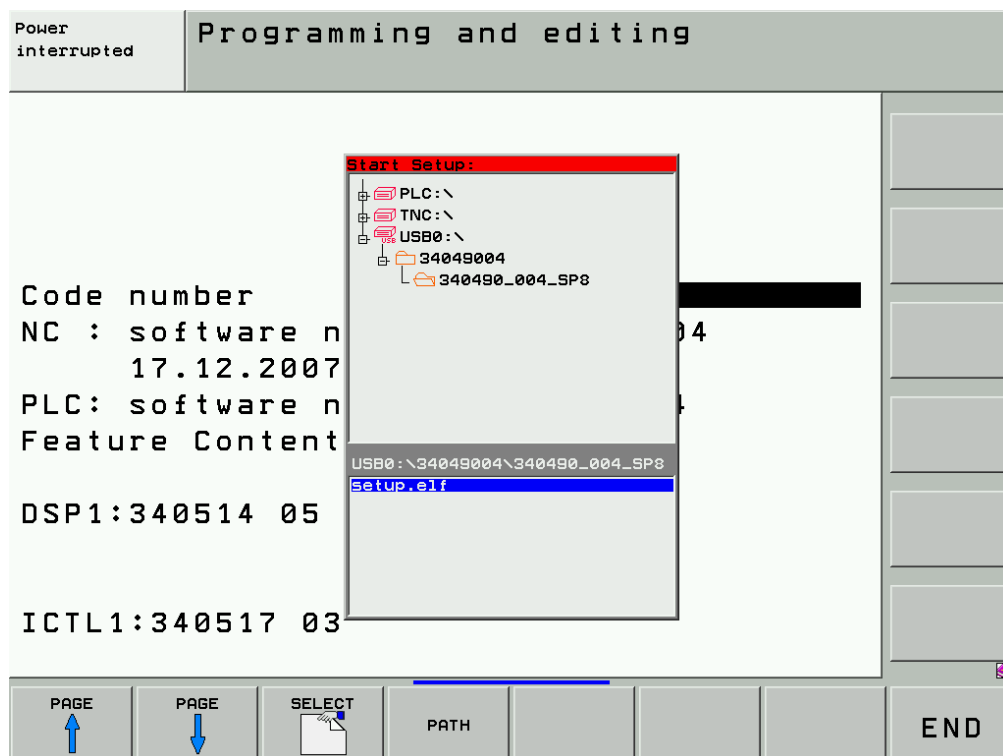 Power
interrupted
Programming and editing
Start Setup:
PLC:\
TNC:\
USB0:\
34049004
340490_004_SP8
USB0:\34049004\340490_004_SP8
setup.elf
Code number
NC : software n
04
17.12.2007
PLC: software n
Feature Content
DSP1:340514 05
ICTL1:340517 03
PAGE
PAGE
SELECT
PATH
END